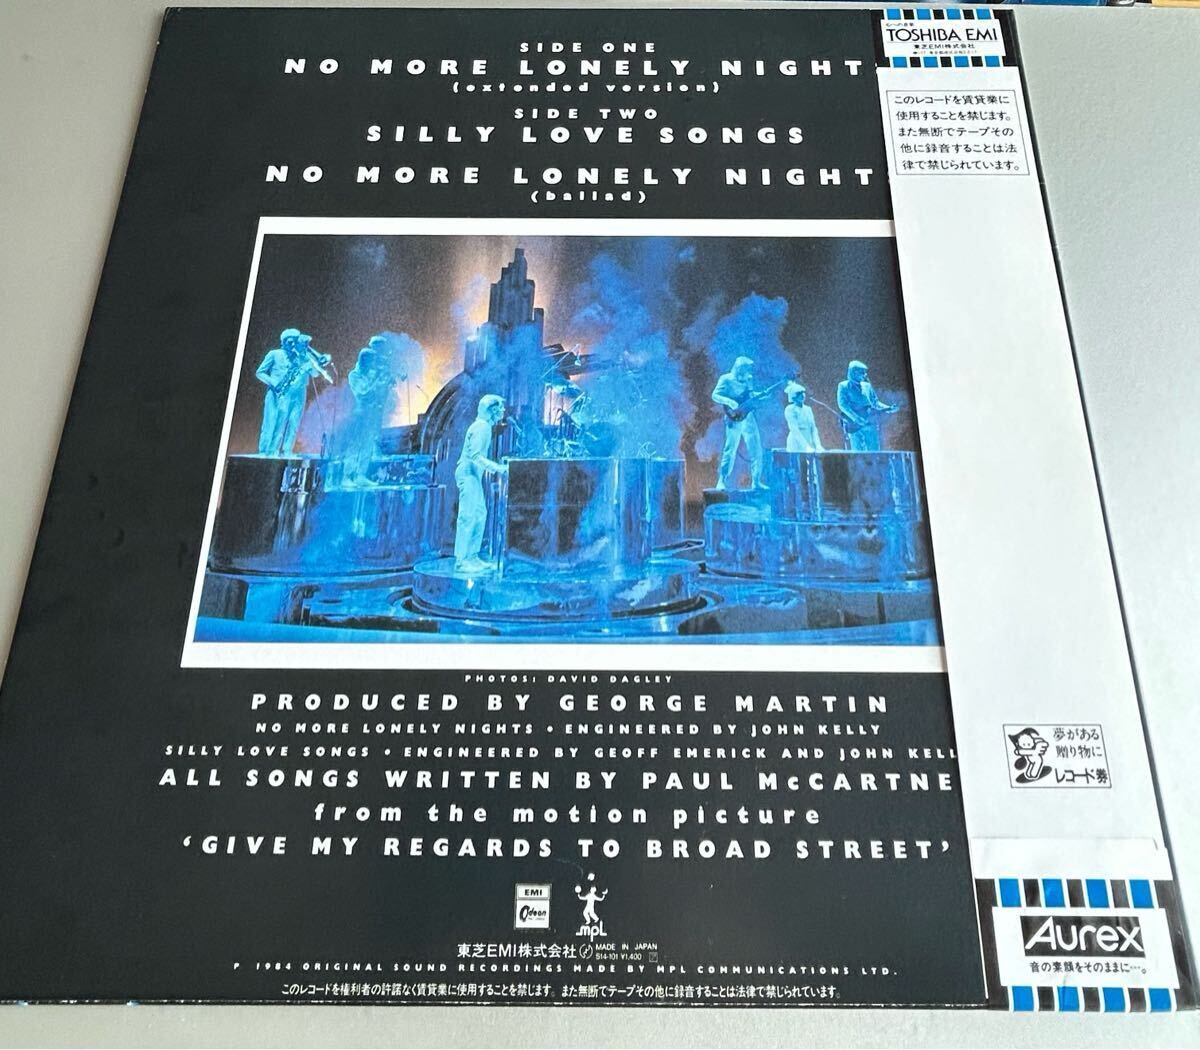 SIDE ONE
NO MORE LONELY NIGHT
(extended version)
SIDE TWO
SILLY LOVE SONGS
NO MORE LONELY NIGHT
(ballad)
PHOTOS: DAVID DAGLEY
PRODUCED BY GEORGE MARTIN
NO MORE LONELY NIGHTS • ENGINEERED BY JOHN KELLY
SILLY LOVE SONGS • ENGINEERED BY GEOFF EMERICK AND JOHN KELL
ALL SONGS WRITTEN BY PAUL McCARTNE
from the motion picture
‘GIVE MY REGARDS TO BROAD STREET’
EMI
Odeon
MPL
東芝EMI株式会社
MADE IN JAPAN
S14-101 ¥1,400
P 1984 ORIGINAL SOUND RECORDINGS MADE BY MPL COMMUNICATIONS LTD.
このレコードを権利者の許諾なく賃貸業に使用することを禁じます。また無断でテープその他に録音することは法律で禁じられています。
TOSHIBA EMI
東芝EMI株式会社
このレコードを賃貸業に
使用することを禁じます。
また無断でテープその
他に録音することは法
律で禁じられています。
夢がある
贈り物に
レコード券
Aurex
音の素顔をそのままに…。